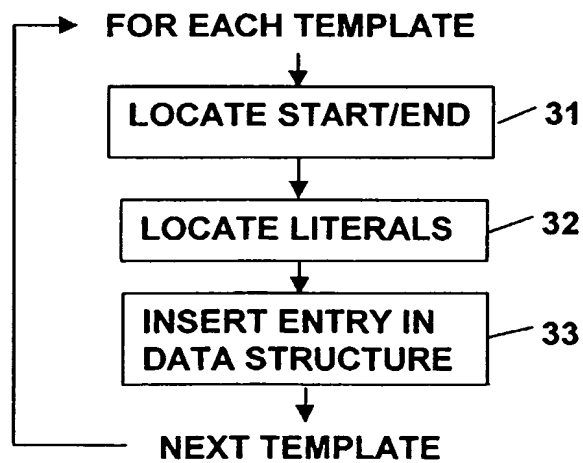 FOR EACH TEMPLATE
LOCATE START/END
31
LOCATE LITERALS
32
INSERT ENTRY IN
DATA STRUCTURE
33
NEXT TEMPLATE